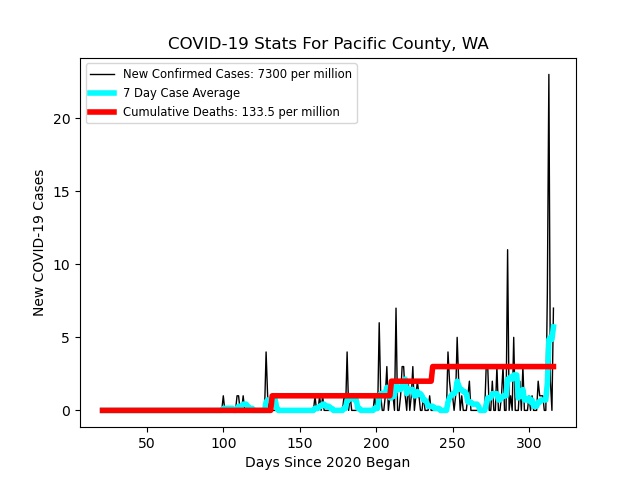 COVID-19 Stats For Pacific County, WA
New Confirmed Cases: 7300 per million
7 Day Case Average
Cumulative Deaths: 133.5 per million
New COVID-19 Cases
20
15
10
5
0
50 100 150 200 250 300
Days Since 2020 Began